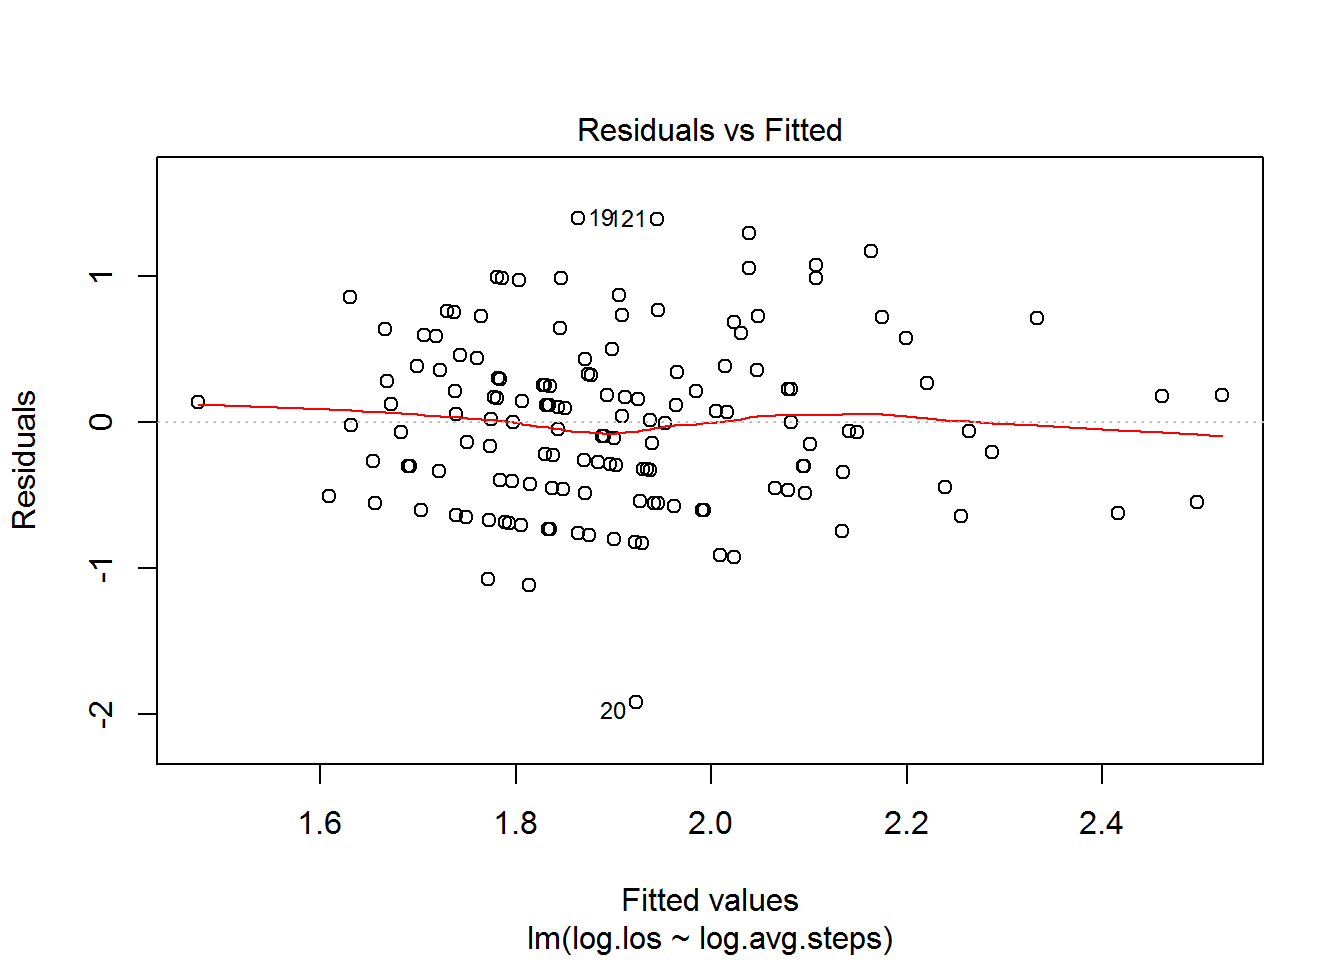 Residuals vs Fitted
Residuals
1
0
-1
-2
19
121
20
1.6 1.8 2.0 2.2 2.4
Fitted values
lm(log.los ~ log.avg.steps)